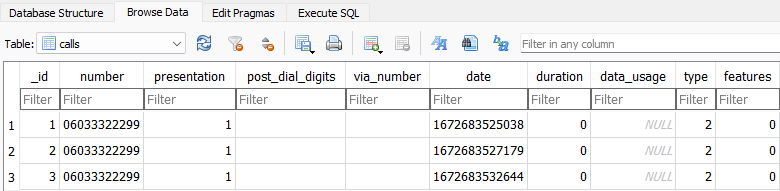 Database Structure Browse Data Edit Pragmas Execute SQL
Table: calls Filter in any column
_id number presentation post_dial_digits via_number date duration data_usage type features
Filter Filter Filter Filter Filter Filter Filter Filter Filter Filter
1 1 06033322299 1 1672683525038 0 NULL 2 0
2 2 06033322299 1 1672683527179 0 NULL 2 0
3 3 06033322299 1 1672683532644 0 NULL 2 0